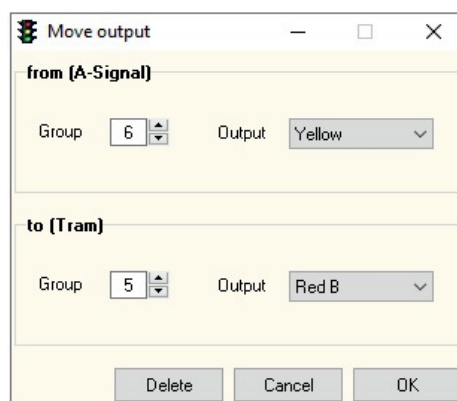 Move output
from (A-Signal)
Group 6 Output Yellow
to (Tram)
Group 5 Output Red B
Delete Cancel OK